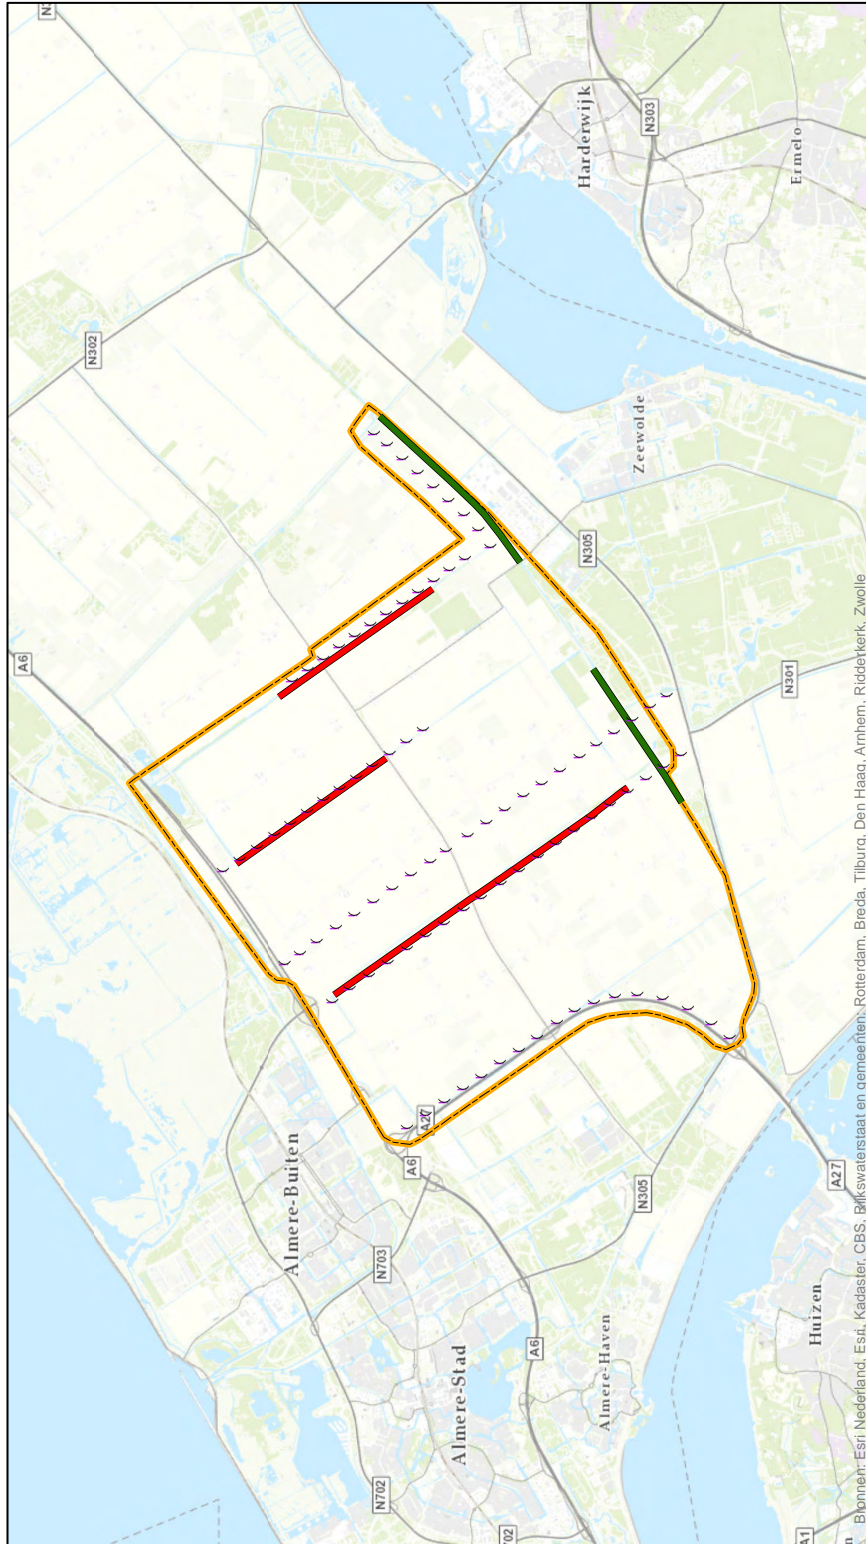 N302
A6
N303
Harderwijk
Ermelo
Zeewolde
N305
N301
A27
A6
Almere-Buiten
N703
N305
A27
Almere-Stad
A6
Almere-Haven
Huizen
N702
A1
Bronnen: Esri Nederland, Esri, Kadaster, CBS, Rijkswaterstaat en gemeenten: Rotterdam, Breda, Tilburg, Den Haag, Arnhem, Ridderkerk, Zwolle